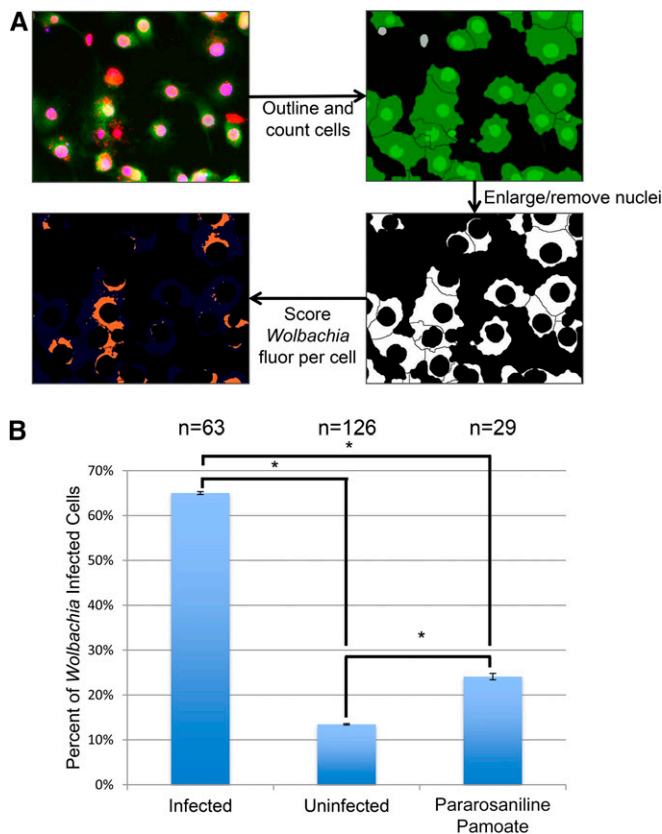 A
Outline and
count cells
Enlarge/remove nuclei
Score
Wolbachia
fluor per cell
B
n=63 n=126 n=29
*
*
*
70%
60%
50%
40%
30%
20%
10%
0%
Percent of Wolbachia Infected Cells
Infected Uninfected Pararosaniline
Pamoate